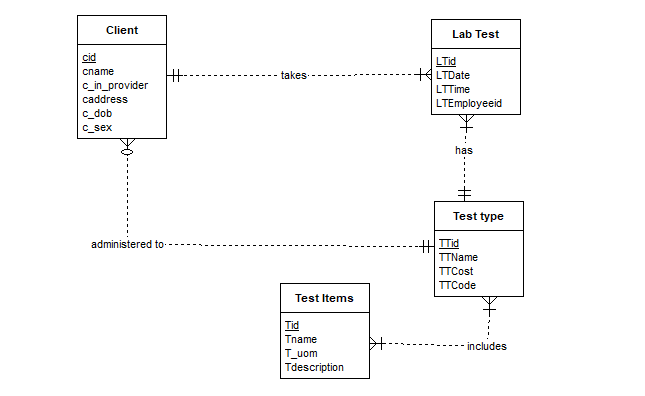 Client
cid
cname
c_in_provider
caddress
c_dob
c_sex
takes
Lab Test
LTid
LTDate
LTTime
LTEmployeeid
has
administered to
Test type
TTid
TTName
TTCost
TTCode
Test Items
Tid
Tname
T_uom
Tdescription
includes